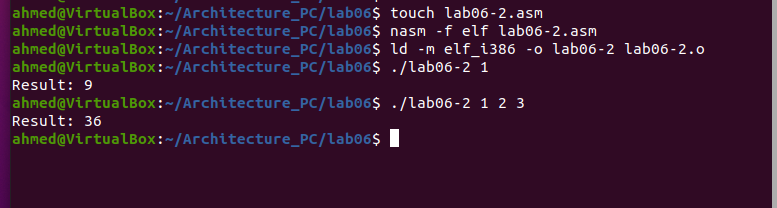 ahmed@VirtualBox:~/Architecture_PC/lab06$ touch lab06-2.asm
ahmed@VirtualBox:~/Architecture_PC/lab06$ nasm -f elf lab06-2.asm
ahmed@VirtualBox:~/Architecture_PC/lab06$ ld -m elf_i386 -o lab06-2 lab06-2.o
ahmed@VirtualBox:~/Architecture_PC/lab06$ ./lab06-2 1
Result: 9
ahmed@VirtualBox:~/Architecture_PC/lab06$ ./lab06-2 1 2 3
Result: 36
ahmed@VirtualBox:~/Architecture_PC/lab06$